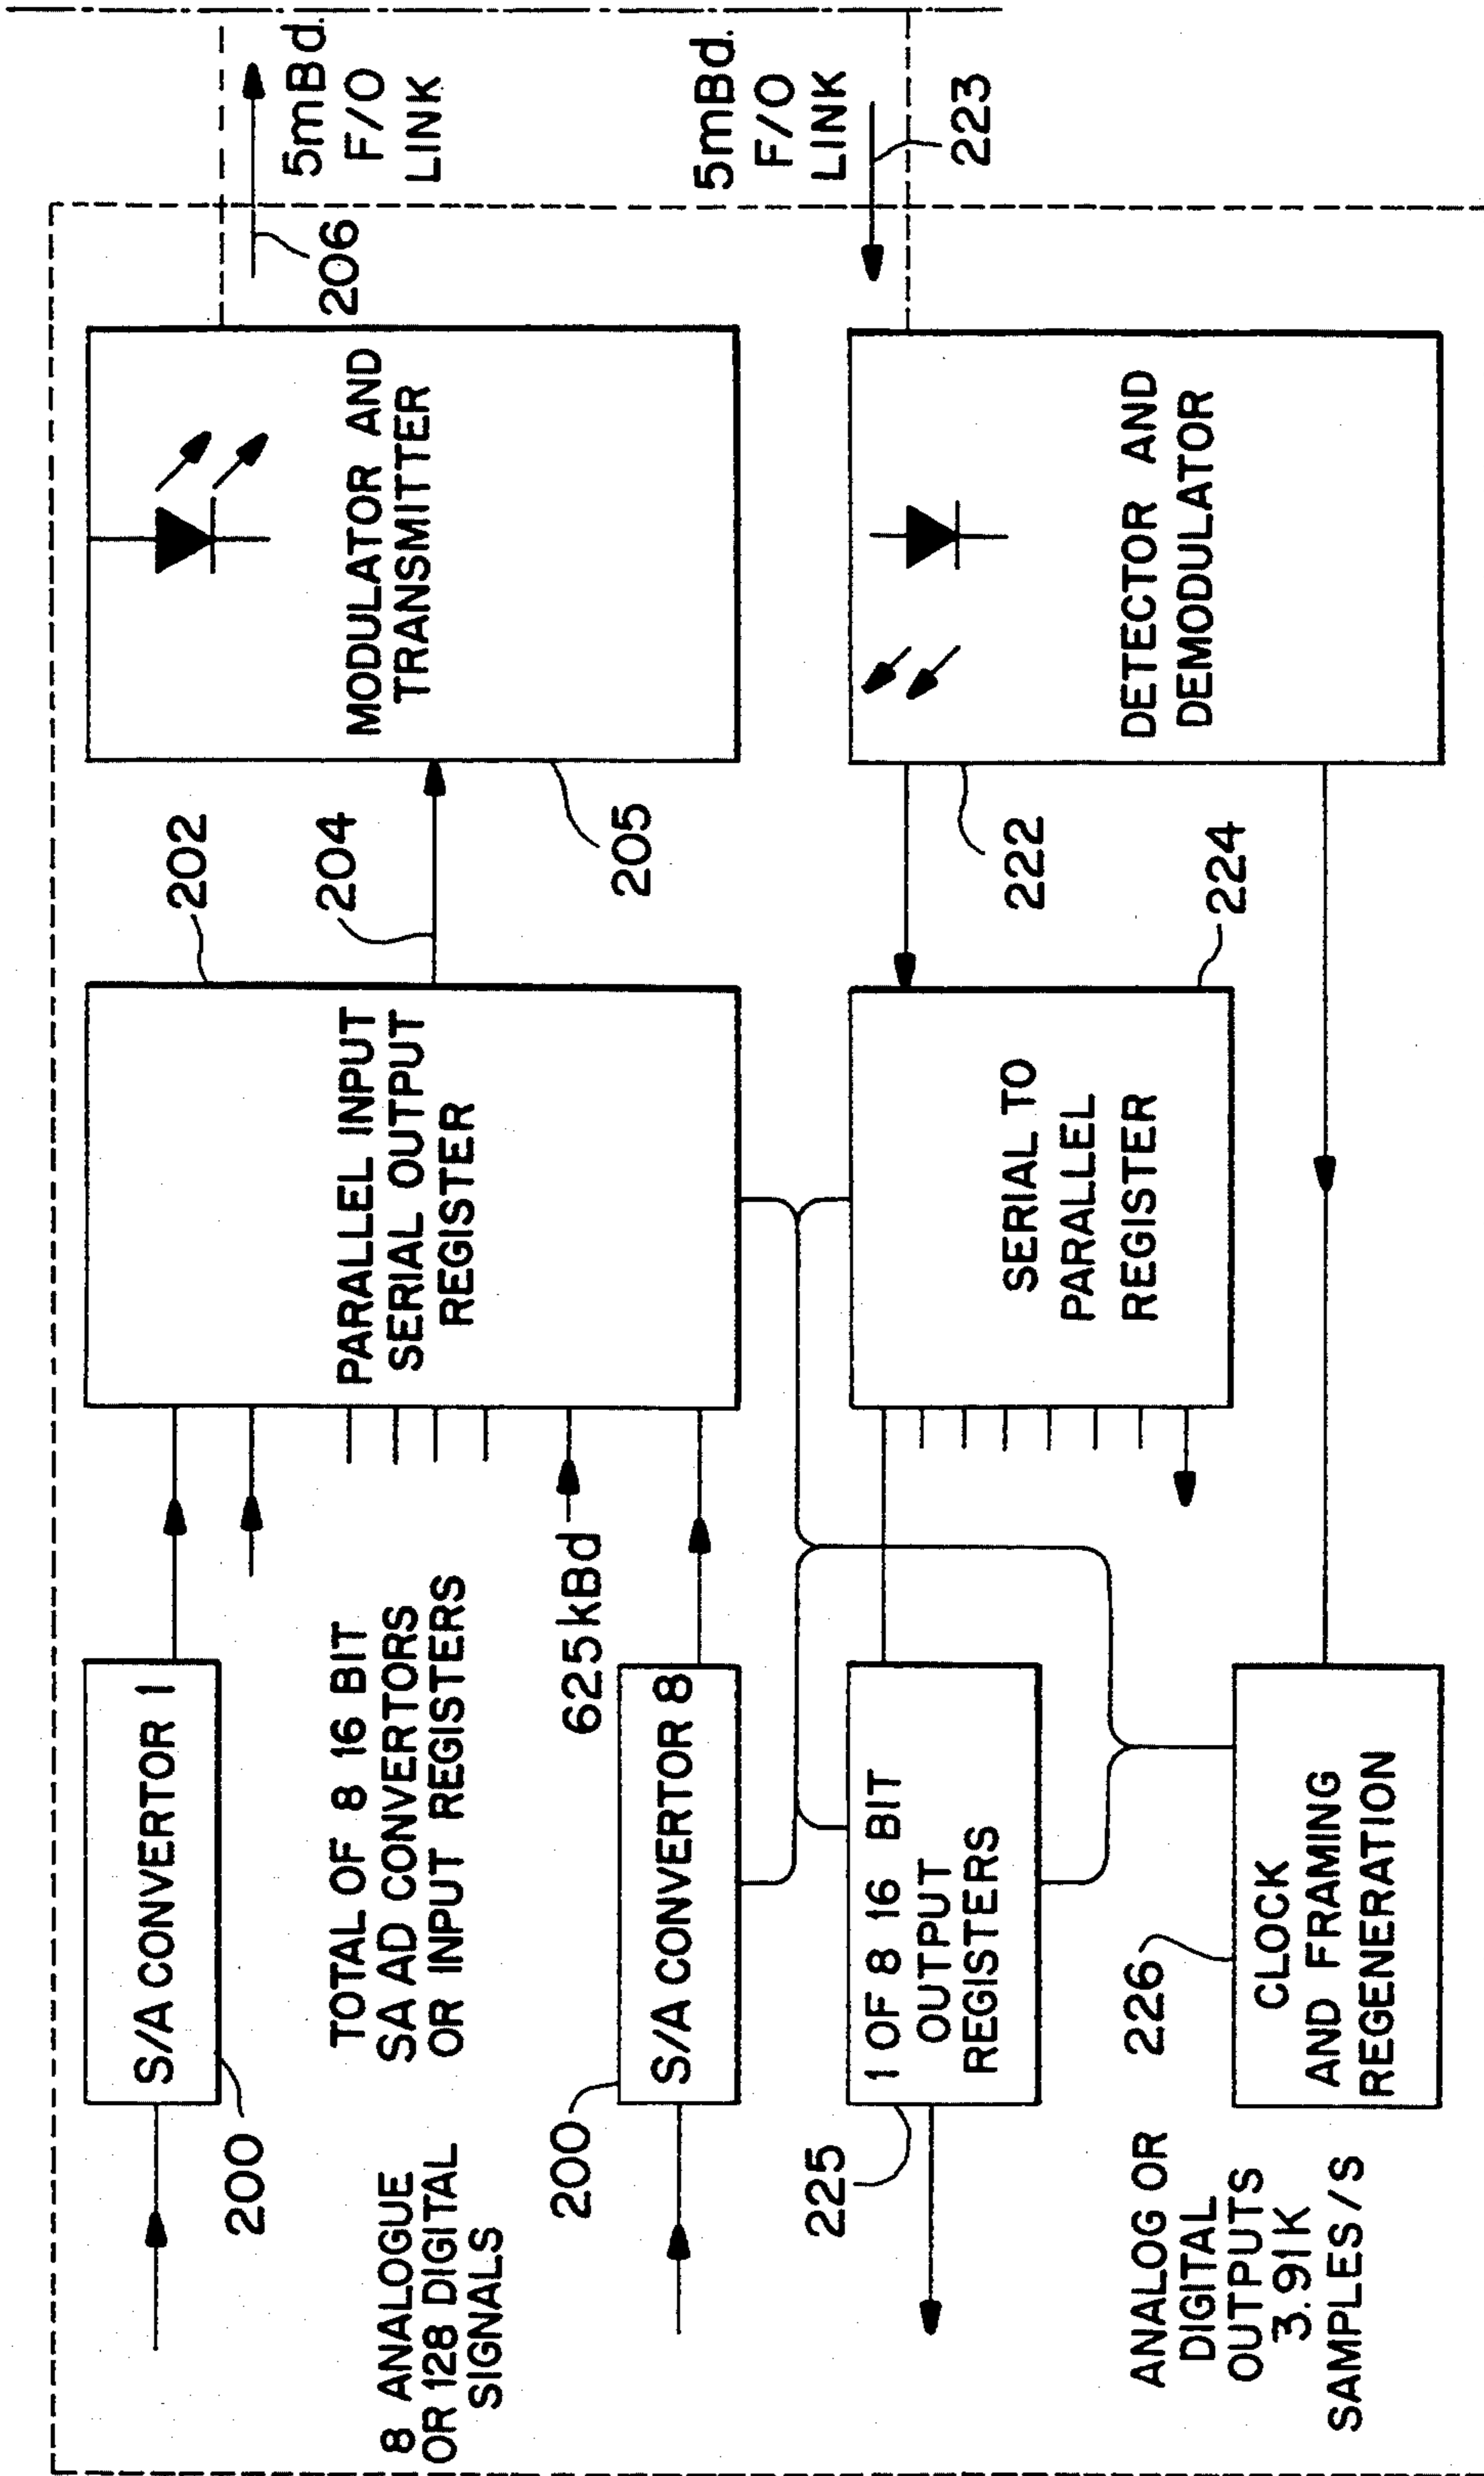 8 ANALOGUE
OR 128 DIGITAL
SIGNALS
200
S/A CONVERTOR 1
TOTAL OF 8 16 BIT
SA AD CONVERTORS
OR INPUT REGISTERS
625kBd
200
S/A CONVERTOR 8
PARALLEL INPUT
SERIAL OUTPUT
REGISTER
202
204
205
MODULATOR AND
TRANSMITTER
206
5mBd.
F/O
LINK
5mBd.
F/O
LINK
223
DETECTOR AND
DEMODULATOR
222
224
SERIAL TO
PARALLEL
REGISTER
225
1 OF 8 16 BIT
OUTPUT
REGISTERS
226
CLOCK
AND FRAMING
REGENERATION
ANALOG OR
DIGITAL
OUTPUTS
3.91K
SAMPLES/S